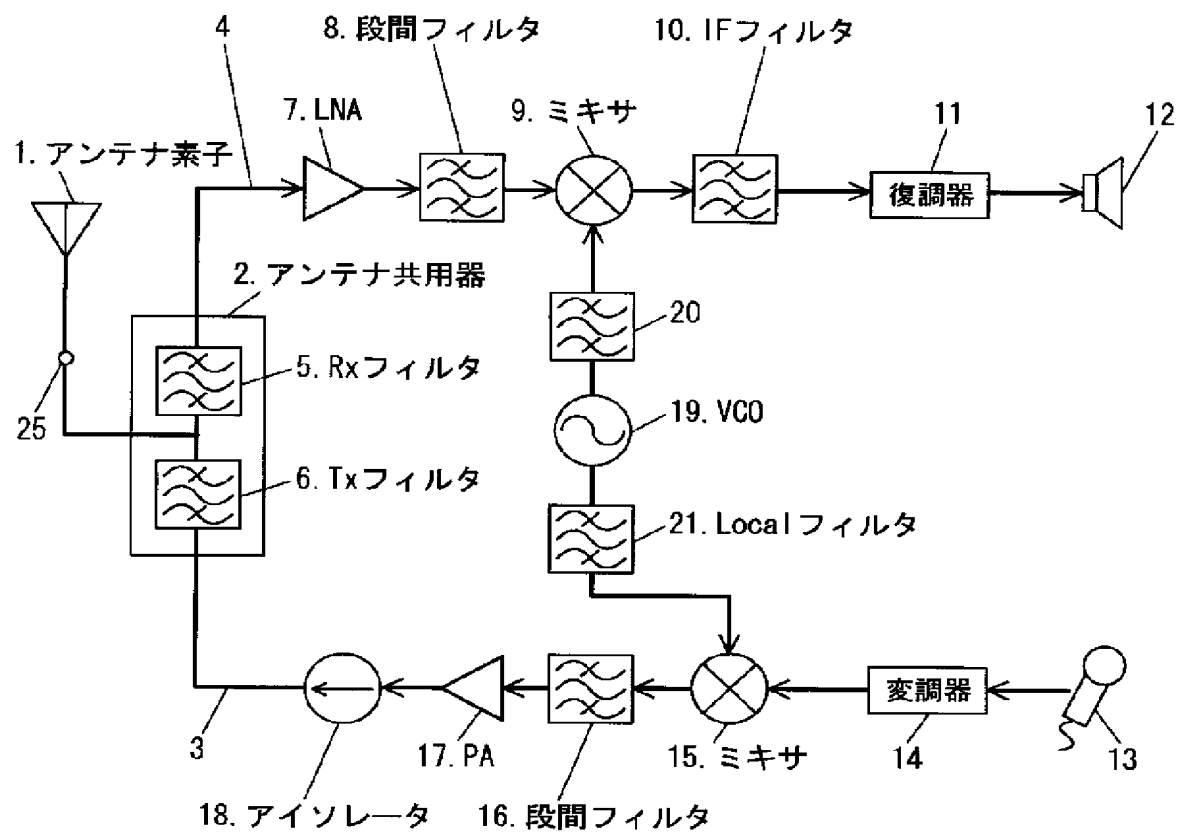 4
8. 段間フィルタ
10. IFフィルタ
7. LNA
9. ミキサ
11
12
1. アンテナ素子
復調器
2. アンテナ共用器
20
5. Rxフィルタ
25
19. VCO
6. Txフィルタ
21. Localフィルタ
変調器
3
17. PA
15. ミキサ
14
13
18. アイソレータ
16. 段間フィルタ